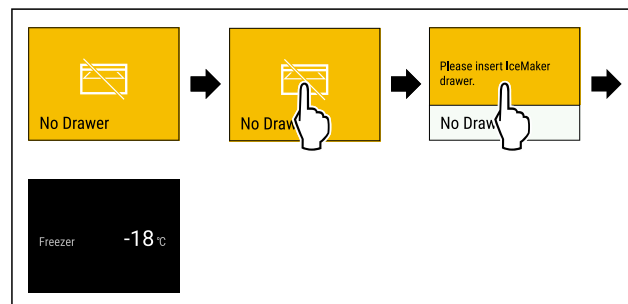 No Drawer
No Draw
Please insert IceMaker
drawer.
No Draw
Freezer -18 °C